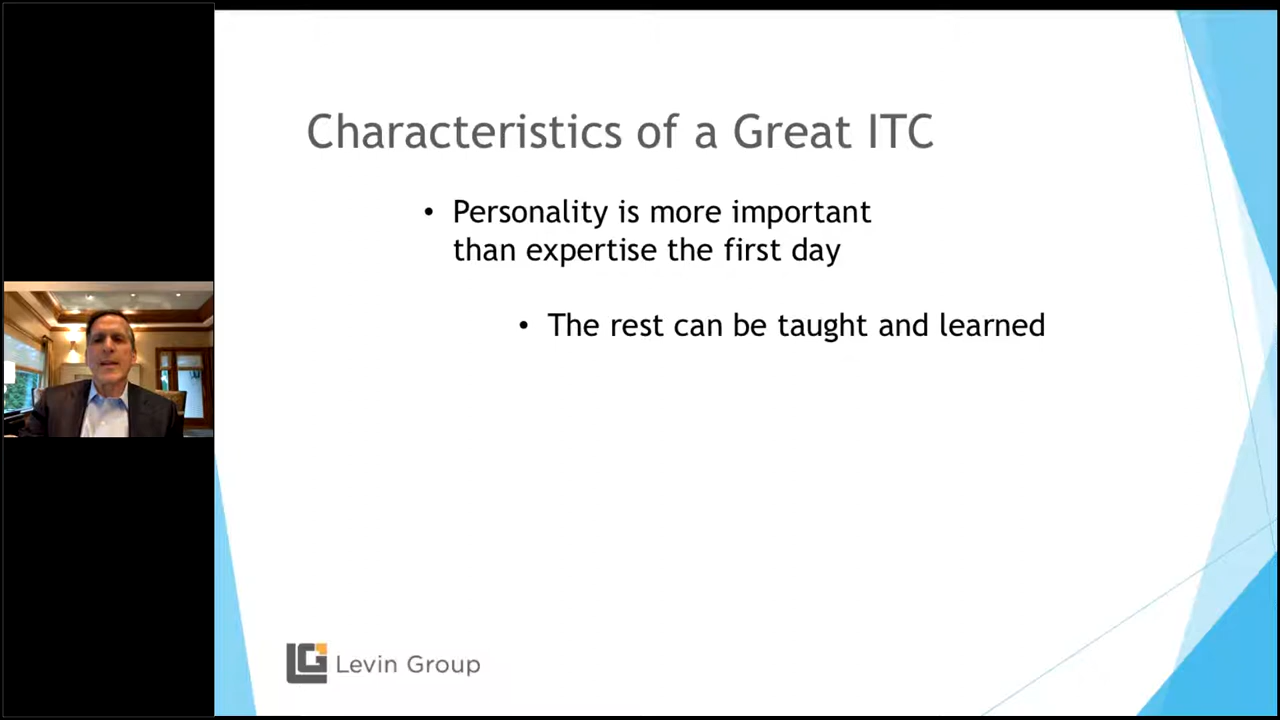 Characteristics of a Great ITC
• Personality is more important
than expertise the first day
• The rest can be taught and learned
LG Levin Group